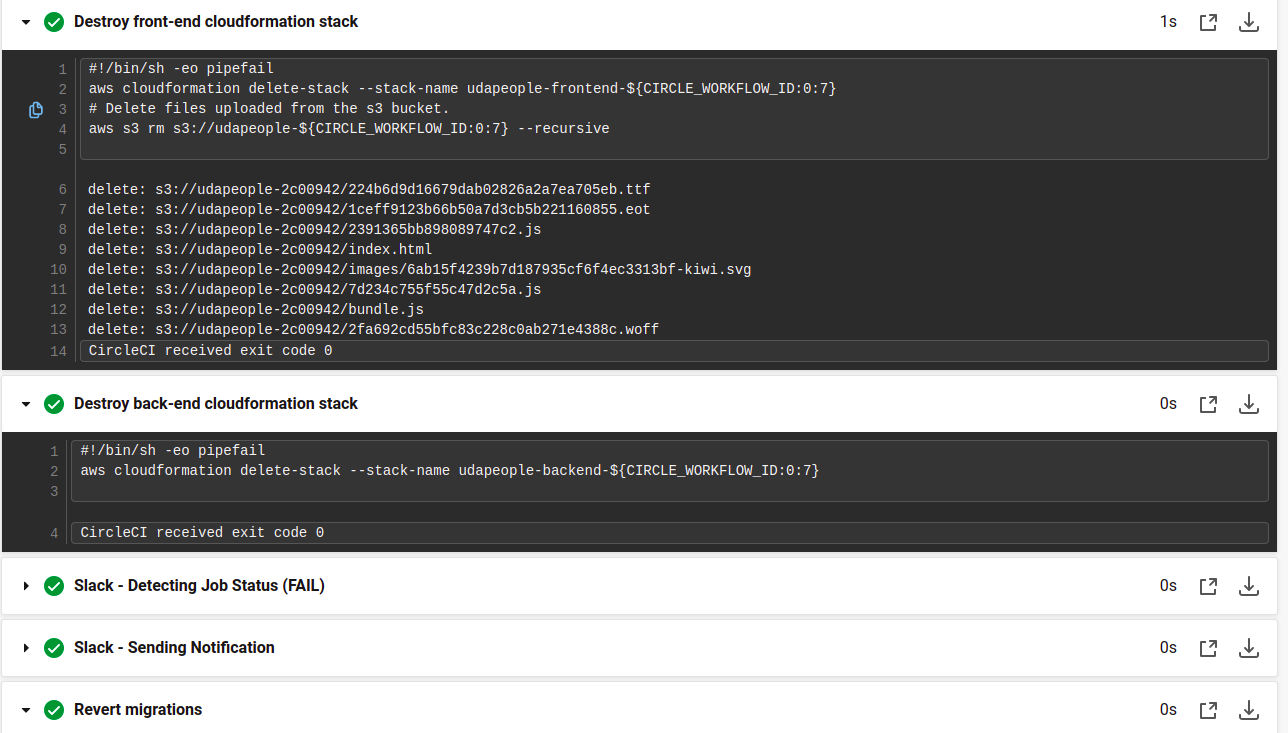 Destroy front-end cloudformation stack 1s
1 #!/bin/sh -eo pipefail
2 aws cloudformation delete-stack --stack-name udapeople-frontend-${CIRCLE_WORKFLOW_ID:0:7}
3 # Delete files uploaded from the s3 bucket.
4 aws s3 rm s3://udapeople-${CIRCLE_WORKFLOW_ID:0:7} --recursive
5
6 delete: s3://udapeople-2c00942/224b6d9d16679dab02826a2a7ea705eb.ttf
7 delete: s3://udapeople-2c00942/1ceff9123b66b50a7d3cb5b221160855.eot
8 delete: s3://udapeople-2c00942/2391365bb898089747c2.js
9 delete: s3://udapeople-2c00942/index.html
10 delete: s3://udapeople-2c00942/images/6ab15f4239b7d187935cf6f4ec3313bf-kiwi.svg
11 delete: s3://udapeople-2c00942/7d234c755f55c47d2c5a.js
12 delete: s3://udapeople-2c00942/bundle.js
13 delete: s3://udapeople-2c00942/2fa692cd55bfc83c228c0ab271e4388c.woff
14 CircleCI received exit code 0
Destroy back-end cloudformation stack 0s
1 #!/bin/sh -eo pipefail
2 aws cloudformation delete-stack --stack-name udapeople-backend-${CIRCLE_WORKFLOW_ID:0:7}
3
4 CircleCI received exit code 0
Slack - Detecting Job Status (FAIL) 0s
Slack - Sending Notification 0s
Revert migrations 0s